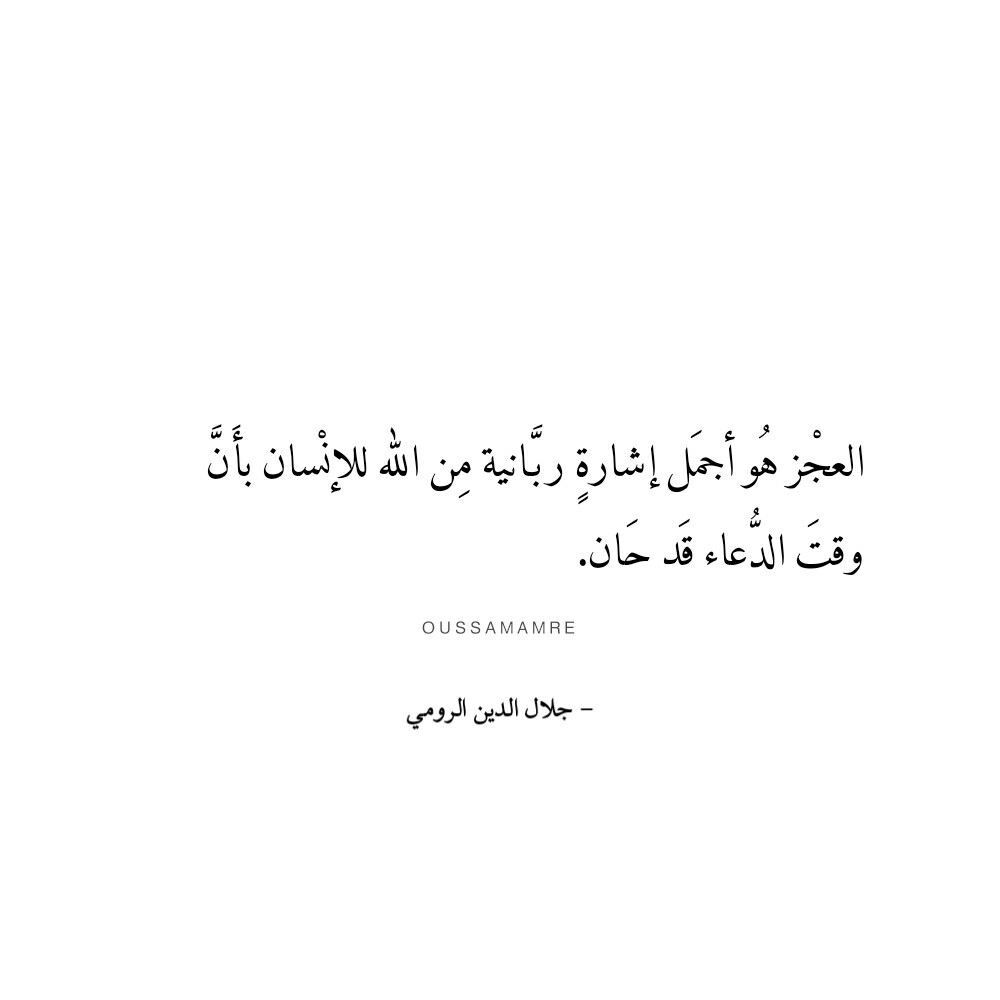 العجْز هُو أجمَل إشارةٍ ربَّانية مِن الله للإنْسان بأَنَّ
وقتَ الدُّعاء قَد حَان.
OUSSAMAMRE
– جلال الدين الرومي